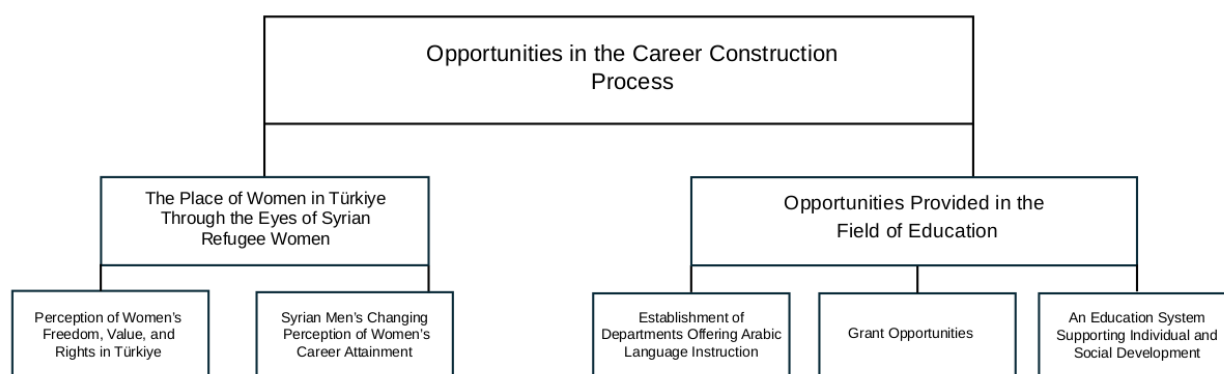 Opportunities in the Career Construction
Process
The Place of Women in Türkiye
Through the Eyes of Syrian
Refugee Women
Opportunities Provided in the
Field of Education
Perception of Women's
Freedom, Value, and
Rights in Türkiye
Syrian Men's Changing
Perception of Women's
Career Attainment
Establishment of
Departments Offering Arabic
Language Instruction
Grant Opportunities
An Education System
Supporting Individual and
Social Development